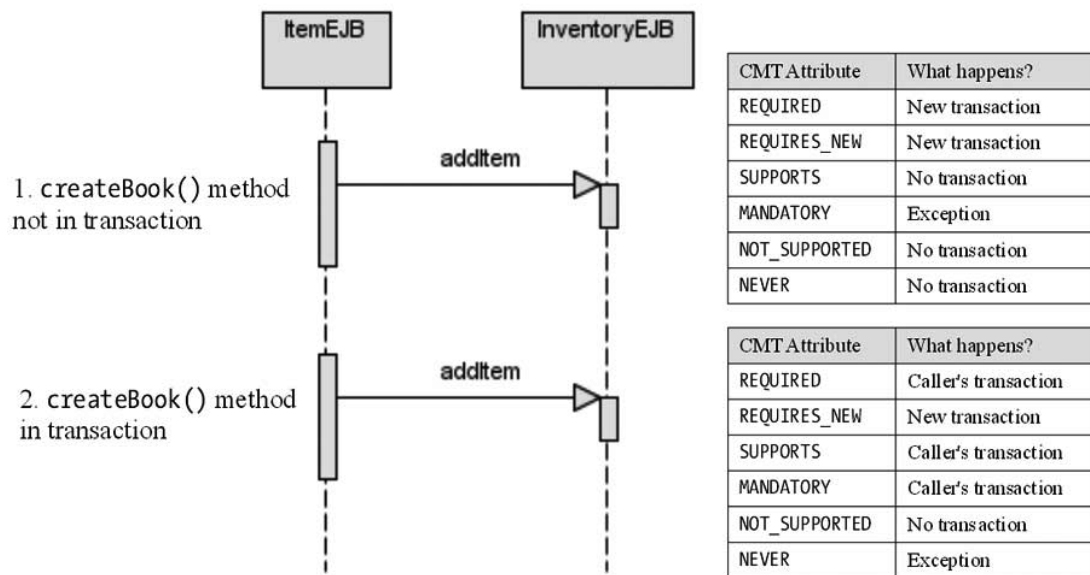 ItemEJB
InventoryEJB
1. createBook() method
not in transaction
addItem
CMT Attribute What happens?
REQUIRED New transaction
REQUIRES_NEW New transaction
SUPPORTS No transaction
MANDATORY Exception
NOT_SUPPORTED No transaction
NEVER No transaction
2. createBook() method
in transaction
addItem
CMT Attribute What happens?
REQUIRED Caller's transaction
REQUIRES_NEW New transaction
SUPPORTS Caller's transaction
MANDATORY Caller's transaction
NOT_SUPPORTED No transaction
NEVER Exception